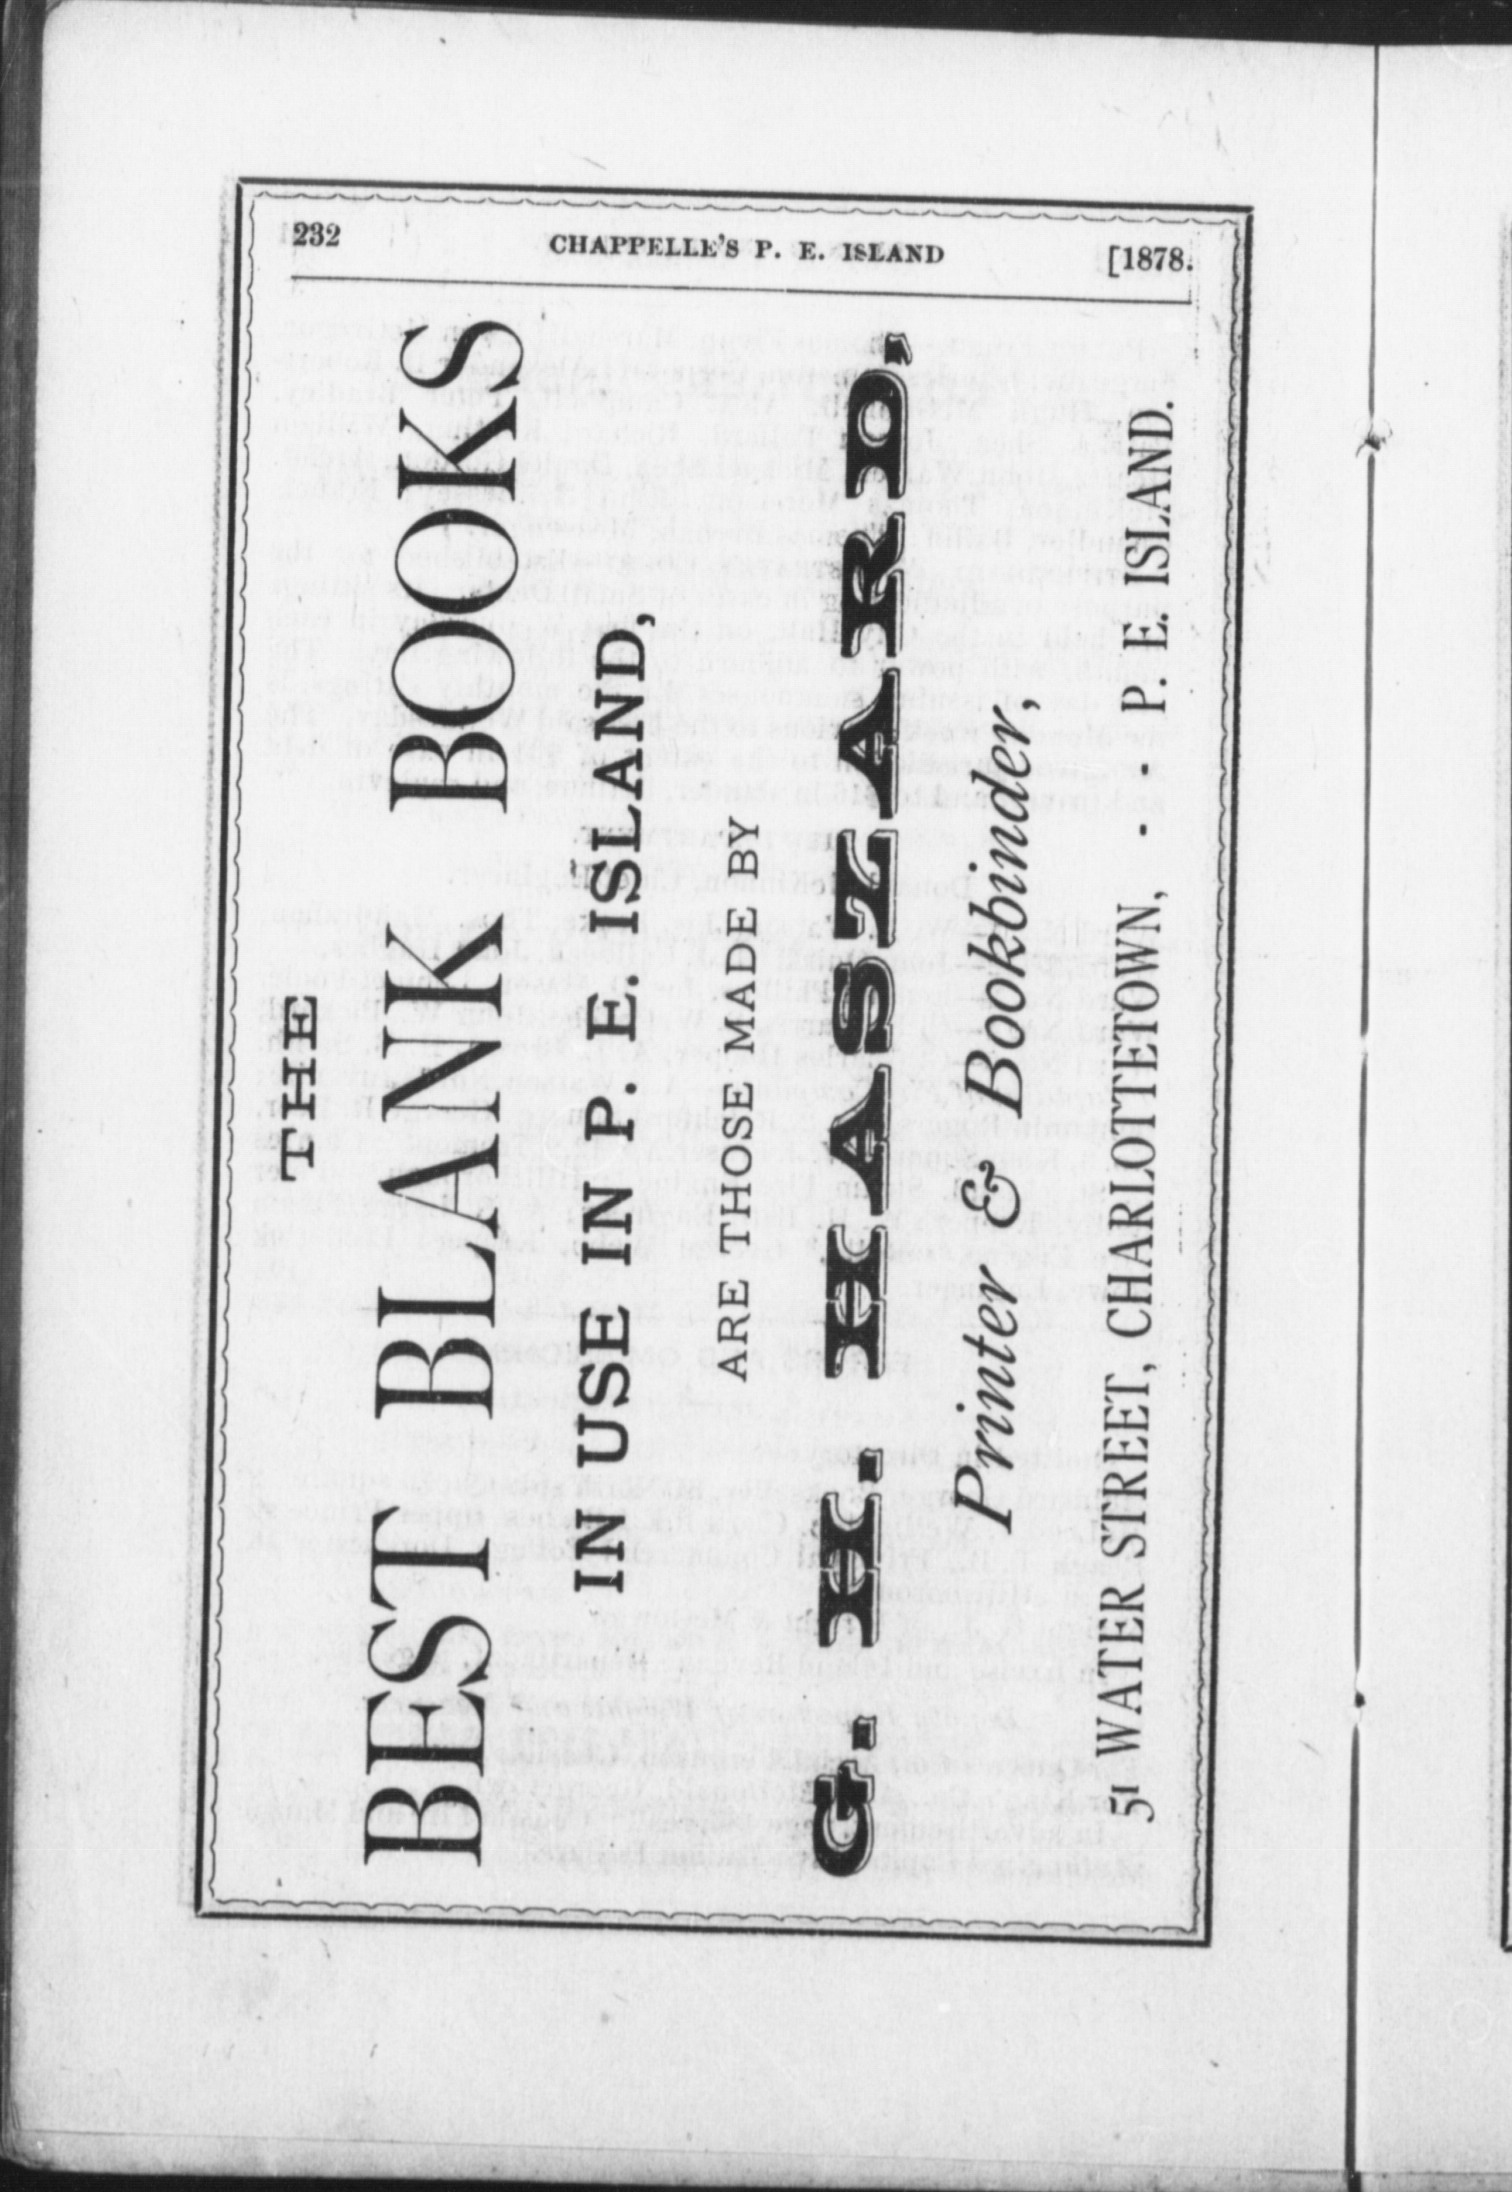 232 CHAPPELLE'S P. E. ISLAND [1878.
THE
BEST BLANK BOOKS
IN USE IN P. E. ISLAND,
ARE THOSE MADE BY
G. H. HASZARD,
Printer & Bookbinder,
51 WATER STREET, CHARLOTTETOWN, - - P. E. ISLAND.